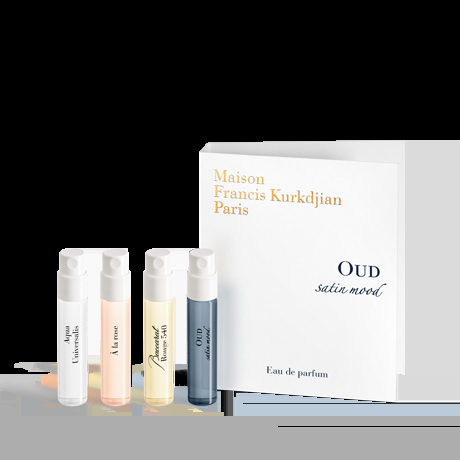 Maison
Francis Kurkdjian
Paris
OUD
satin mood
Eau de parfum
Aqua
Universalis
À la rose
Baccarat
Rouge 540
OUD
satin mood